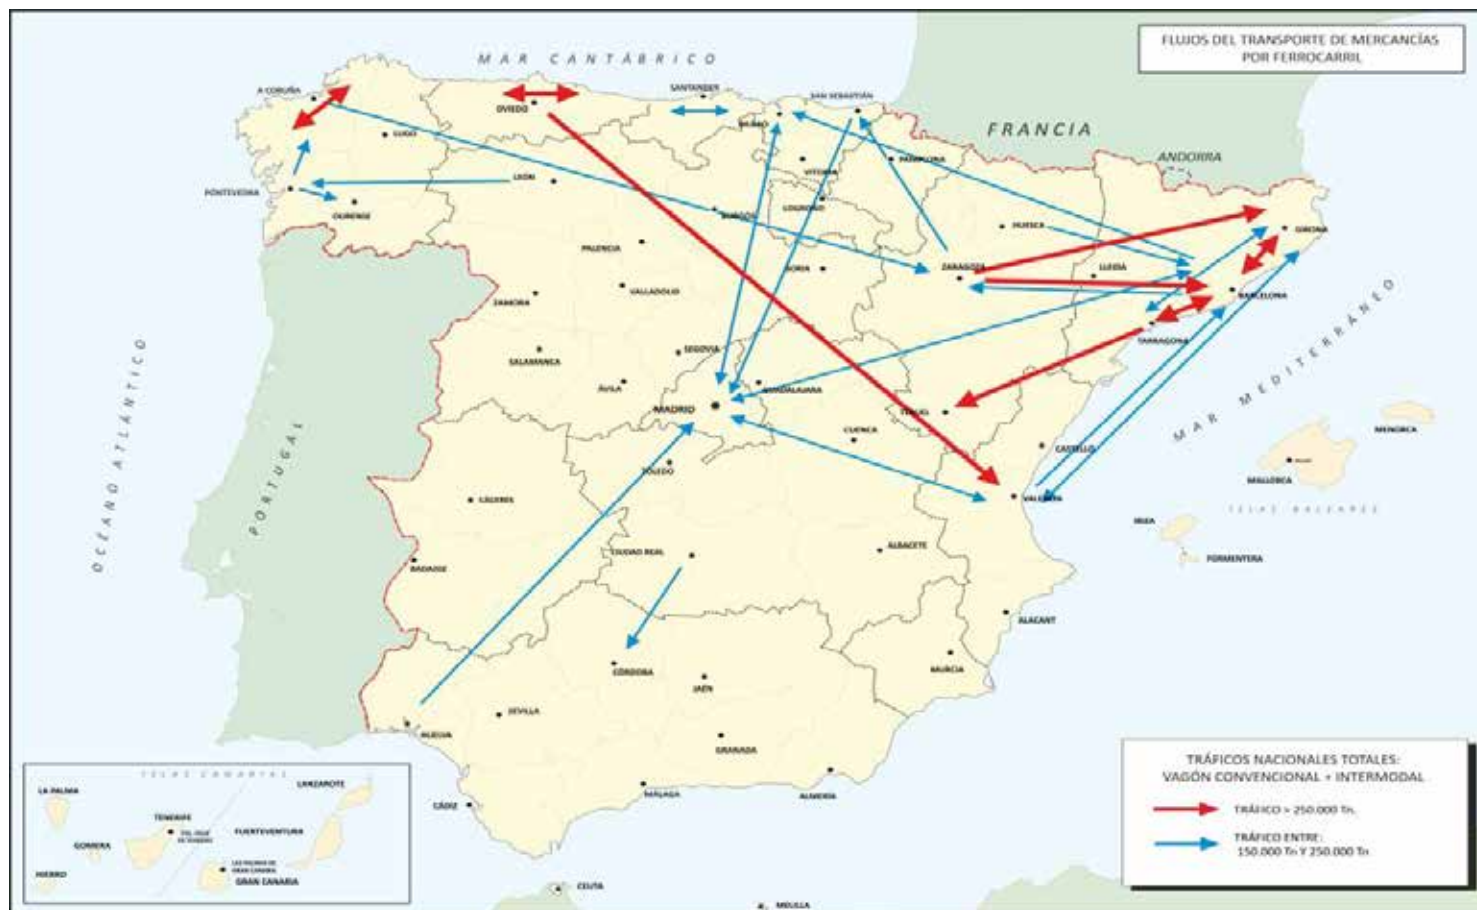 FLUJOS DEL TRANSPORTE DE MERCANCÍAS
POR FERROCARRIL
MAR CANTÁBRICO
FRANCIA
ANDORRA
A CORUÑA
OVIEDO
SANTANDER
SAN SEBASTIÁN
BILBAO
LUGO
PAMPLONA
VITORIA
LEÓN
PONTEVEDRA
OURENSE
LOGROÑO
BURGOS
HUESCA
GIRONA
PALENCIA
ZARAGOZA
LLEIDA
SORIA
BARCELONA
VALLADOLID
ZAMORA
TARRAGONA
SEGOVIA
SALAMANCA
ÁVILA
GUADALAJARA
MADRID
TERUEL
CUENCA
CASTELLÓ
TOLEDO
CÁCERES
VALENCIA
MAR MEDITERRÁNEO
MENORCA
MALLORCA
ISLAS BALEARES
IBIZA
FORMENTERA
OCÉANO ATLÁNTICO
PORTUGAL
CIUDAD REAL
ALBACETE
BADAJOZ
ALACANT
MURCIA
CÓRDOBA
JAÉN
SEVILLA
HUELVA
GRANADA
CÁDIZ
MÁLAGA
ALMERÍA
CEUTA
MELILLA
ISLAS CANARIAS
LANZAROTE
LA PALMA
TENERIFE
FUERTEVENTURA
GOMERA
HIERRO
LAS PALMAS DE
GRAN CANARIA
GRAN CANARIA
TRÁFICOS NACIONALES TOTALES:
VAGÓN CONVENCIONAL + INTERMODAL
TRÁFICO > 250.000 Tn.
TRÁFICO ENTRE:
150.000 Tn Y 250.000 Tn